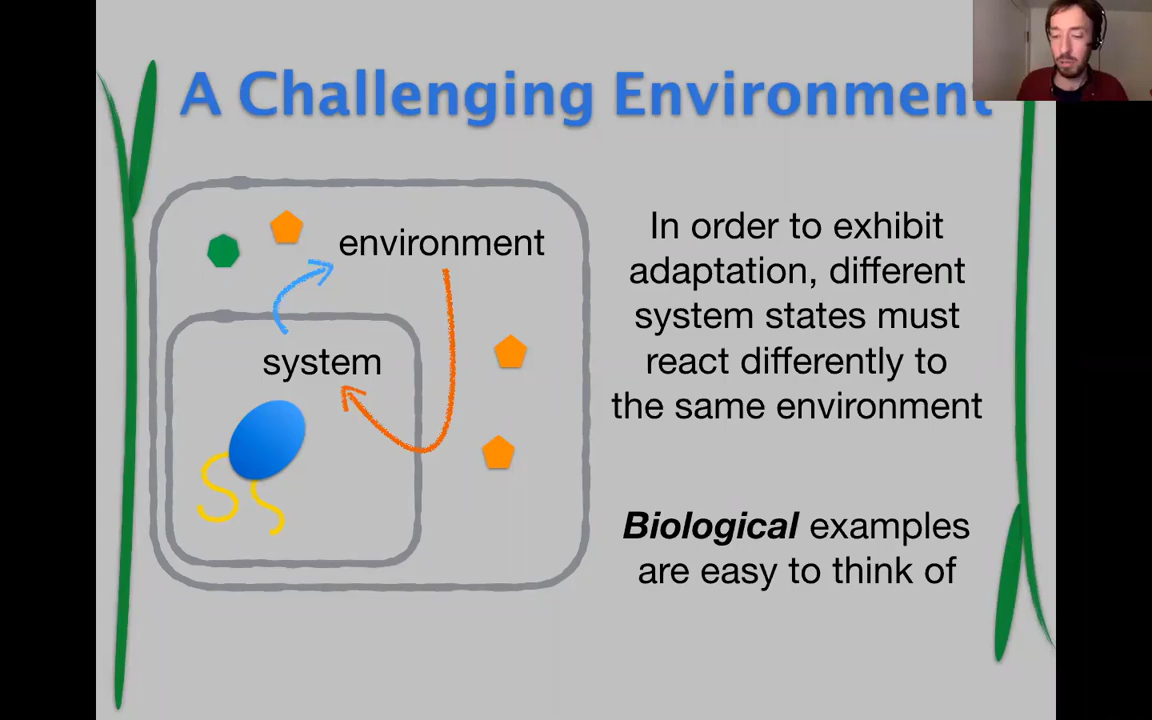 A Challenging Environment
environment
system
In order to exhibit
adaptation, different
system states must
react differently to
the same environment
Biological examples
are easy to think of